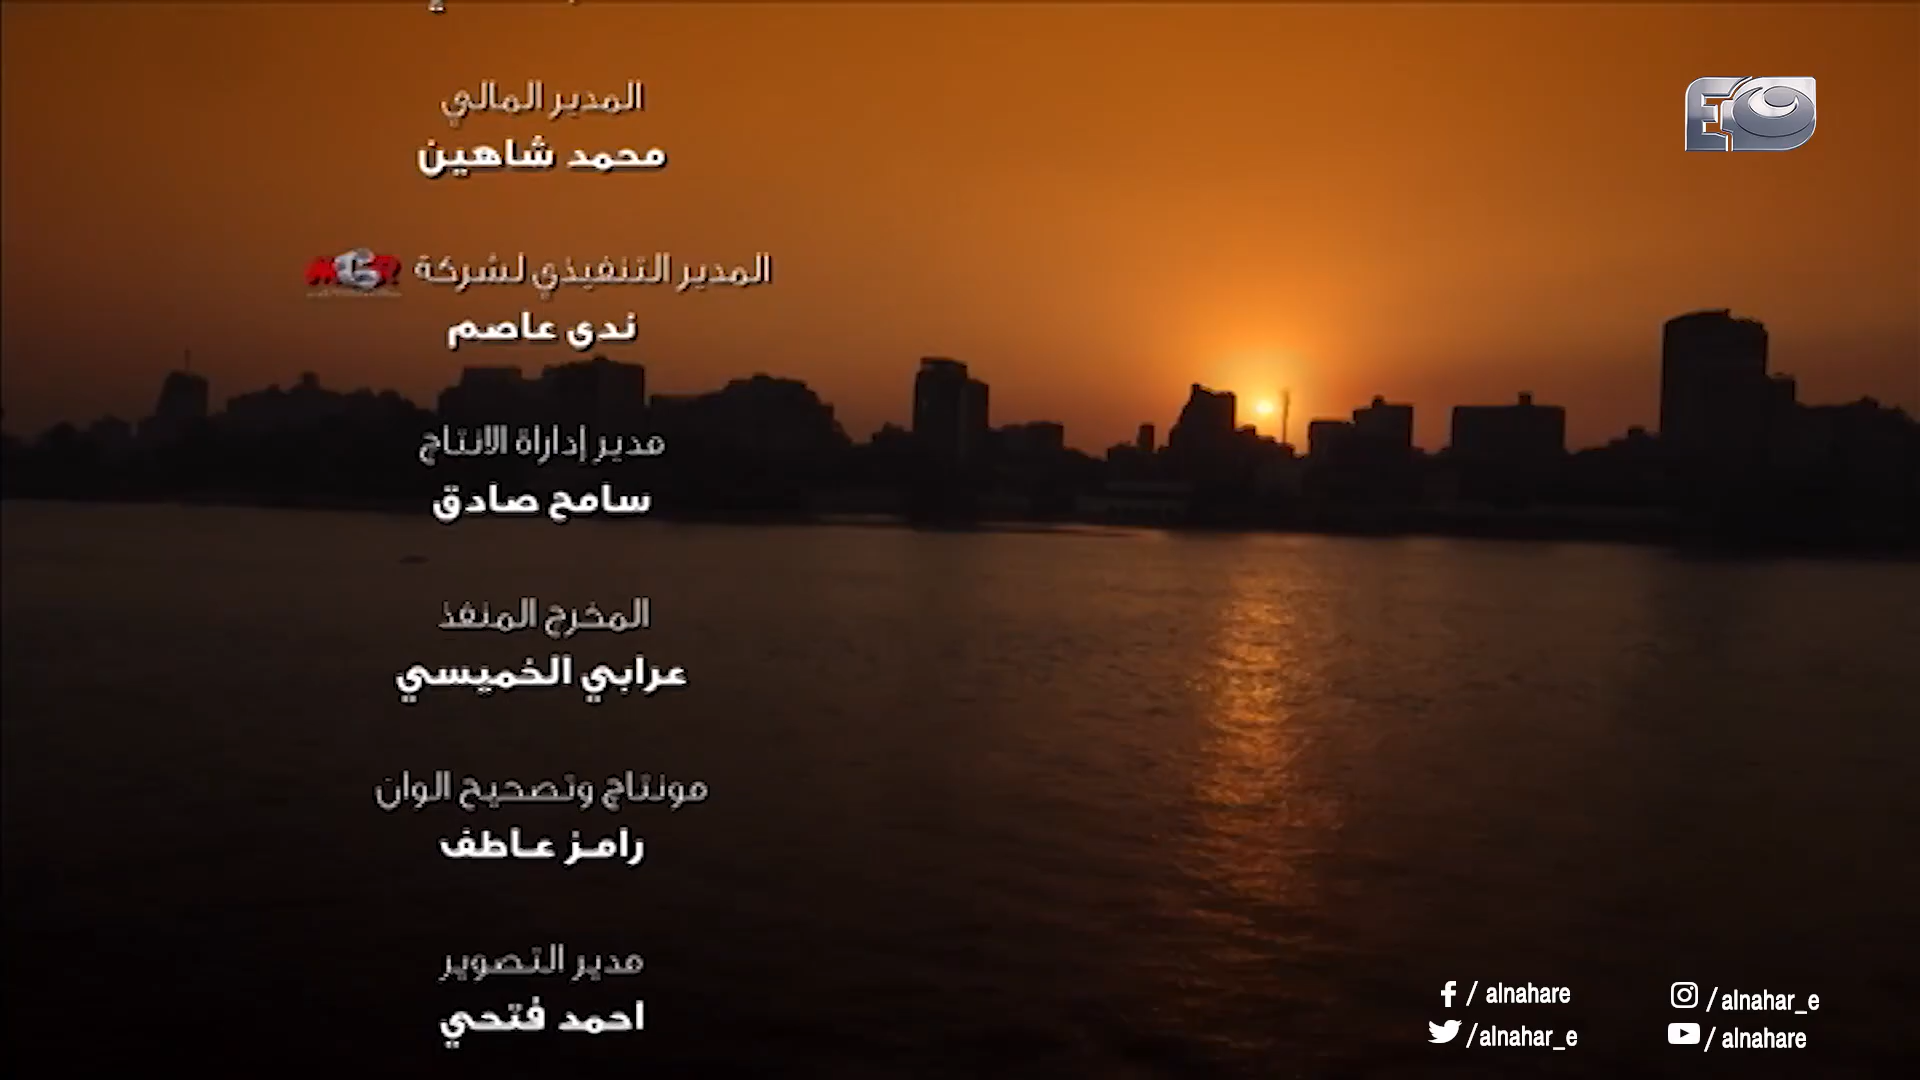 المدير المالي
محمد شاهين
المدير التنفيذي لشركة
ندى عاصم
مدير إداراة الانتاج
سامح صادق
المخرج المنفذ
عرابي الخميسي
مونتاج وتصحيح الوان
رامز عاطف
مدير التصوير
احمد فتحي
/ alnahare
/alnahar_e
/alnahar_e
/ alnahare